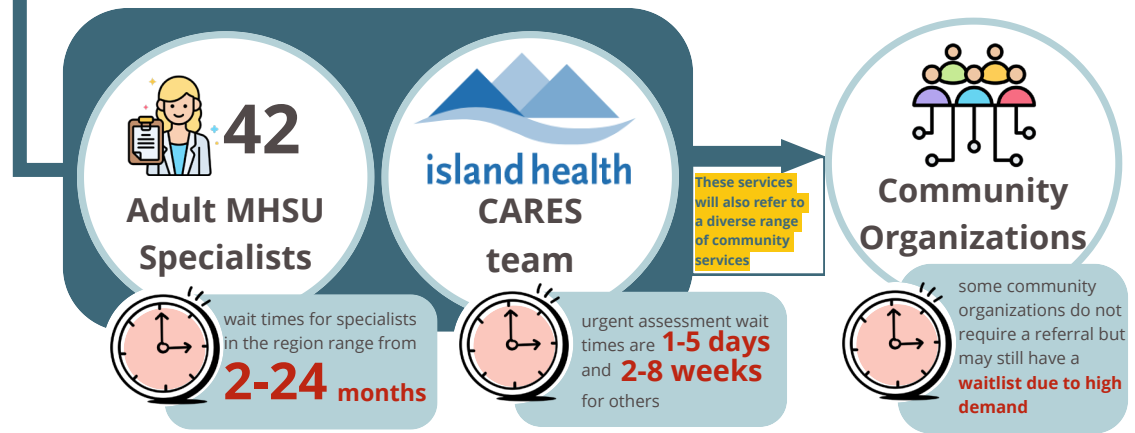 42
Adult MHSU
Specialists
wait times for specialists
in the region range from
2-24 months
island health
CARES
team
urgent assessment wait
times are 1-5 days
and 2-8 weeks
for others
These services
will also refer to
a diverse range
of community
services
Community
Organizations
some community
organizations do not
require a referral but
may still have a
waitlist due to high
demand